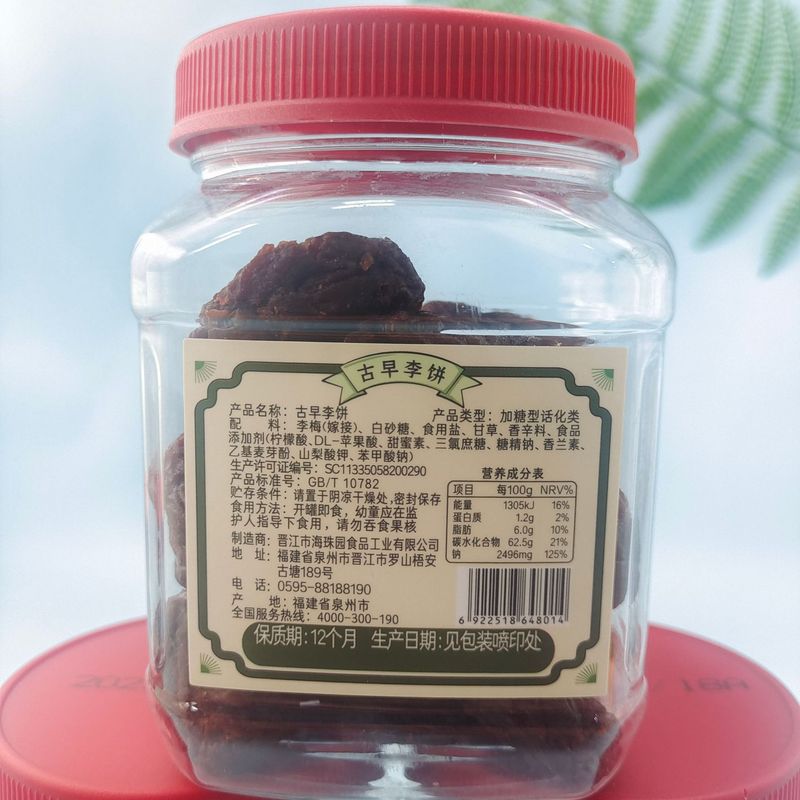 古早李饼
产品名称：古早李饼 产品类型：加糖型话化类
配 料：李梅(嫁接)、白砂糖、食用盐、甘草、香辛料、食品
添加剂(柠檬酸、DL-苹果酸、甜蜜素、三氯庶糖、糖精钠、香兰素、
乙基麦芽酚、山梨酸钾、苯甲酸钠)
生产许可证编号：SC11335058200290
产品标准号：GB/T 10782
贮存条件：请置于阴凉干燥处,密封保存
食用方法：开罐即食，幼童应在监
护人指导下食用，请勿吞食果核
制造商：晋江市海珠园食品工业有限公司
地 址：福建省泉州市晋江市罗山梧安
古塘189号
电 话：0595-88188190
产 地：福建省泉州市
全国服务热线：4000-300-190
营养成分表
项目 每100g NRV%
能量 1305kJ 16%
蛋白质 1.2g 2%
脂肪 6.0g 10%
碳水化合物 62.5g 21%
钠 2496mg 125%
6 922518 648014
保质期：12个月 生产日期：见包装喷印处